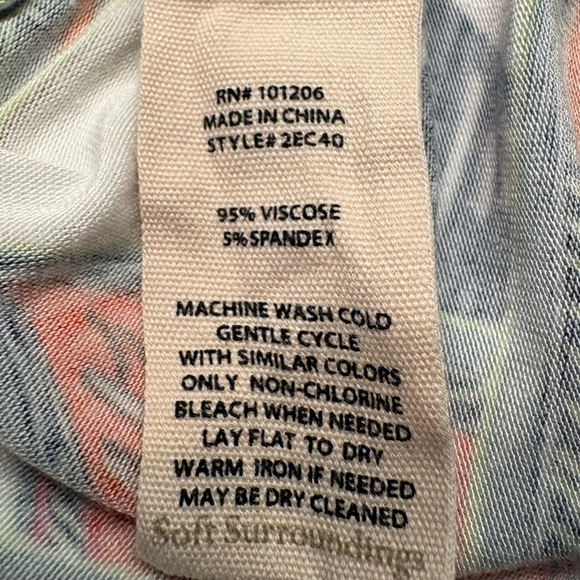 RN# 101206
MADE IN CHINA
STYLE# 2EC40
95% VISCOSE
5% SPANDEX
MACHINE WASH COLD
GENTLE CYCLE
WITH SIMILAR COLORS
ONLY NON-CHLORINE
BLEACH WHEN NEEDED
LAY FLAT TO DRY
WARM IRON IF NEEDED
MAY BE DRY CLEANED
Soft Surroundings